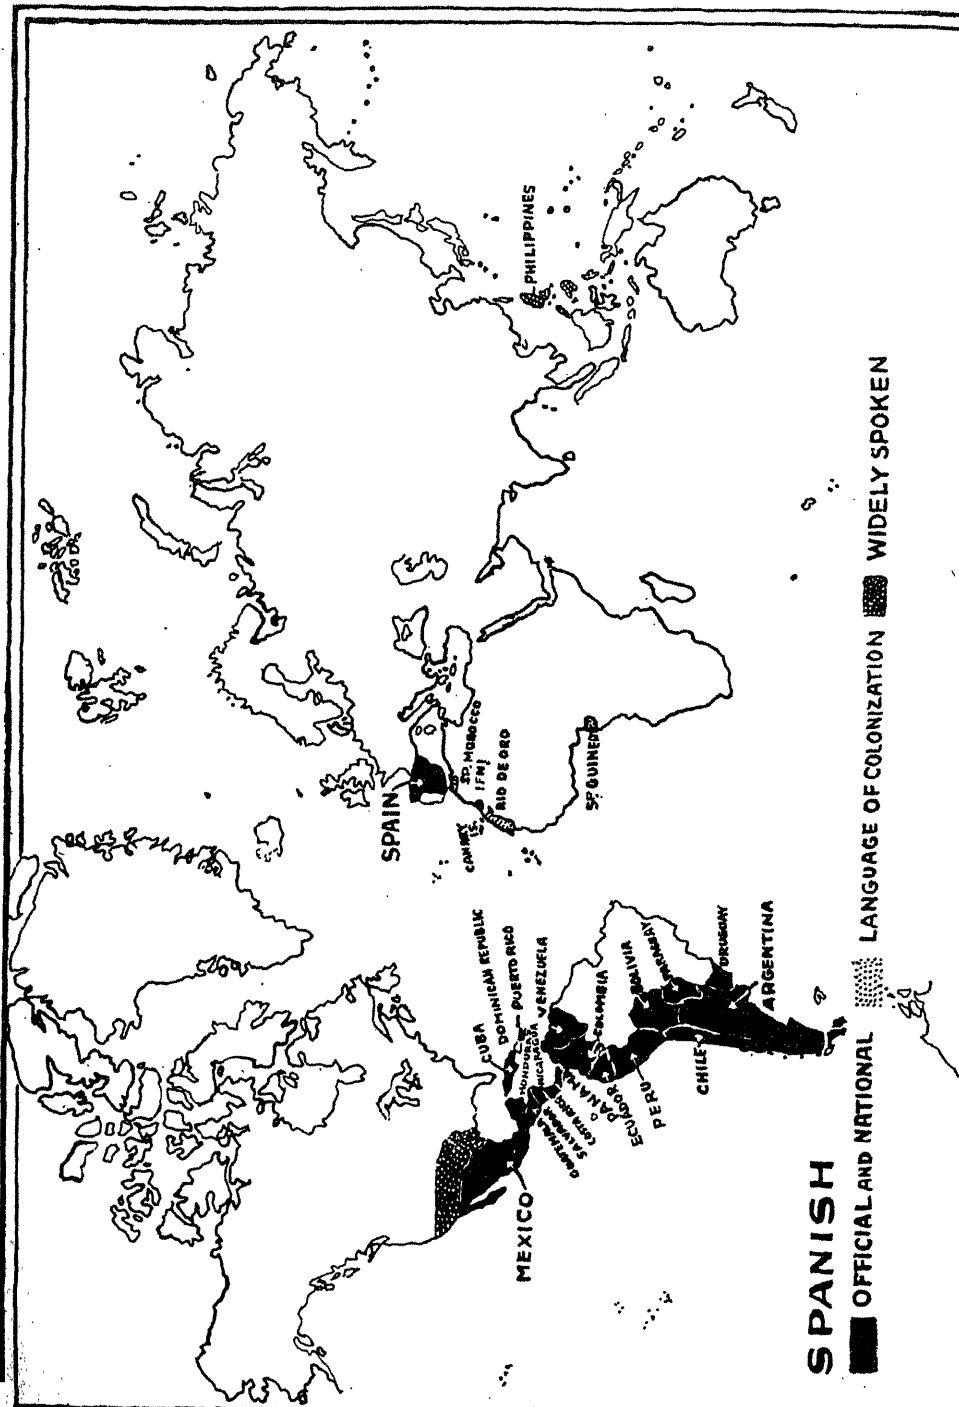 SPAIN
CANARY IS.
SP. MOROCCO
IFNI
RIO DE ORO
SP. GUINEA
PHILIPPINES
CUBA
DOMINICAN REPUBLIC
PUERTO RICO
HONDURAS
NICARAGUA
VENEZUELA
MEXICO
GUATEMALA
SALVADOR
COSTA RICA
PANAMA
COLOMBIA
ECUADOR
PERU
BOLIVIA
PARAGUAY
URUGUAY
ARGENTINA
CHILE
SPANISH
OFFICIAL AND NATIONAL
LANGUAGE OF COLONIZATION
WIDELY SPOKEN